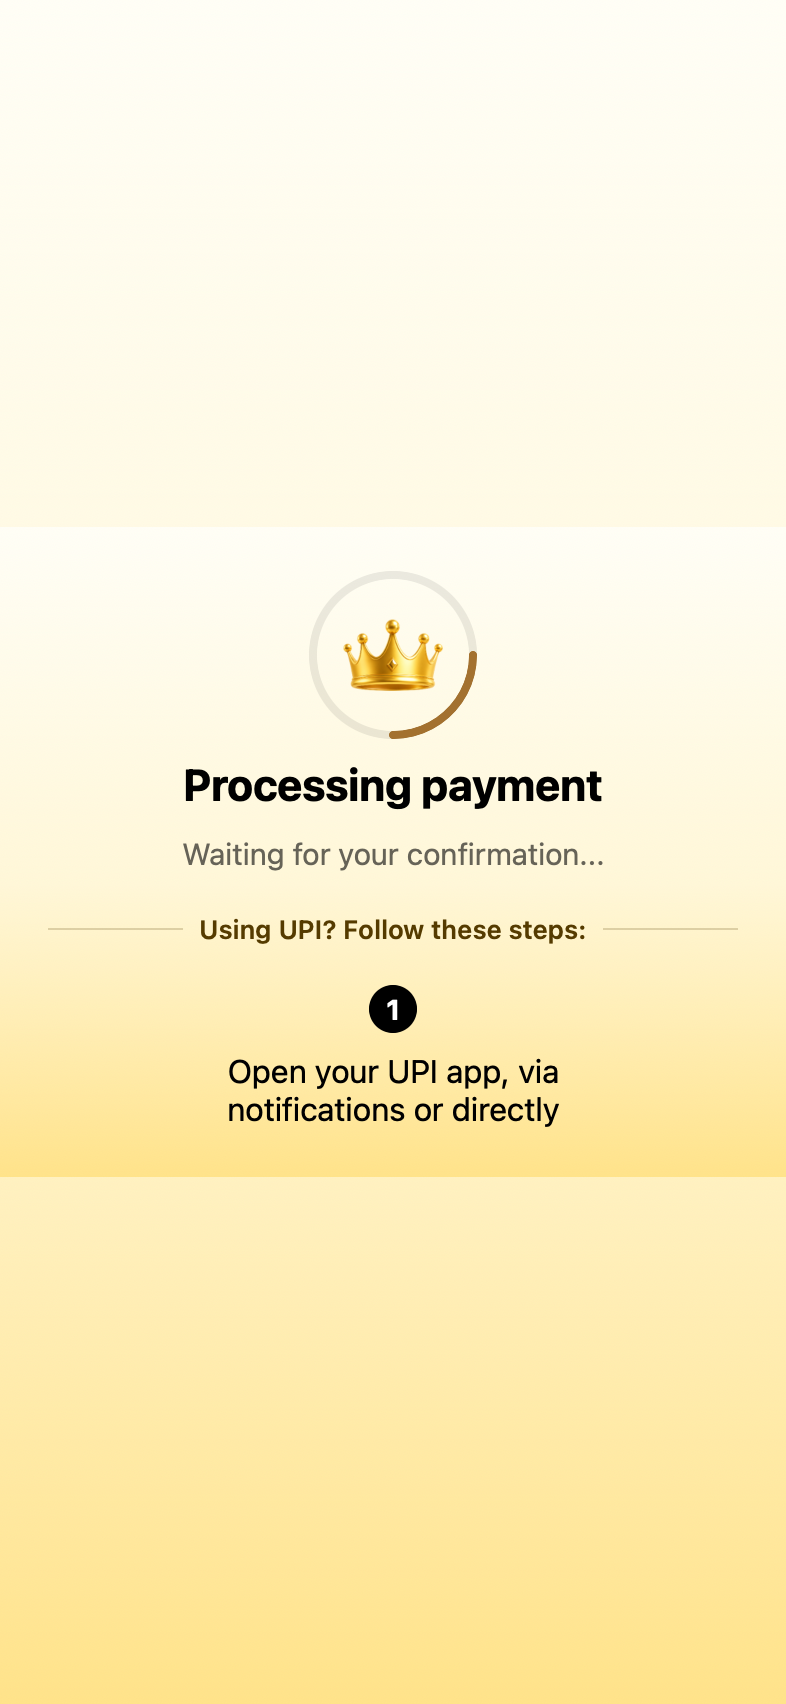 Processing payment
Waiting for your confirmation...
Using UPI? Follow these steps:
1
Open your UPI app, via
notifications or directly